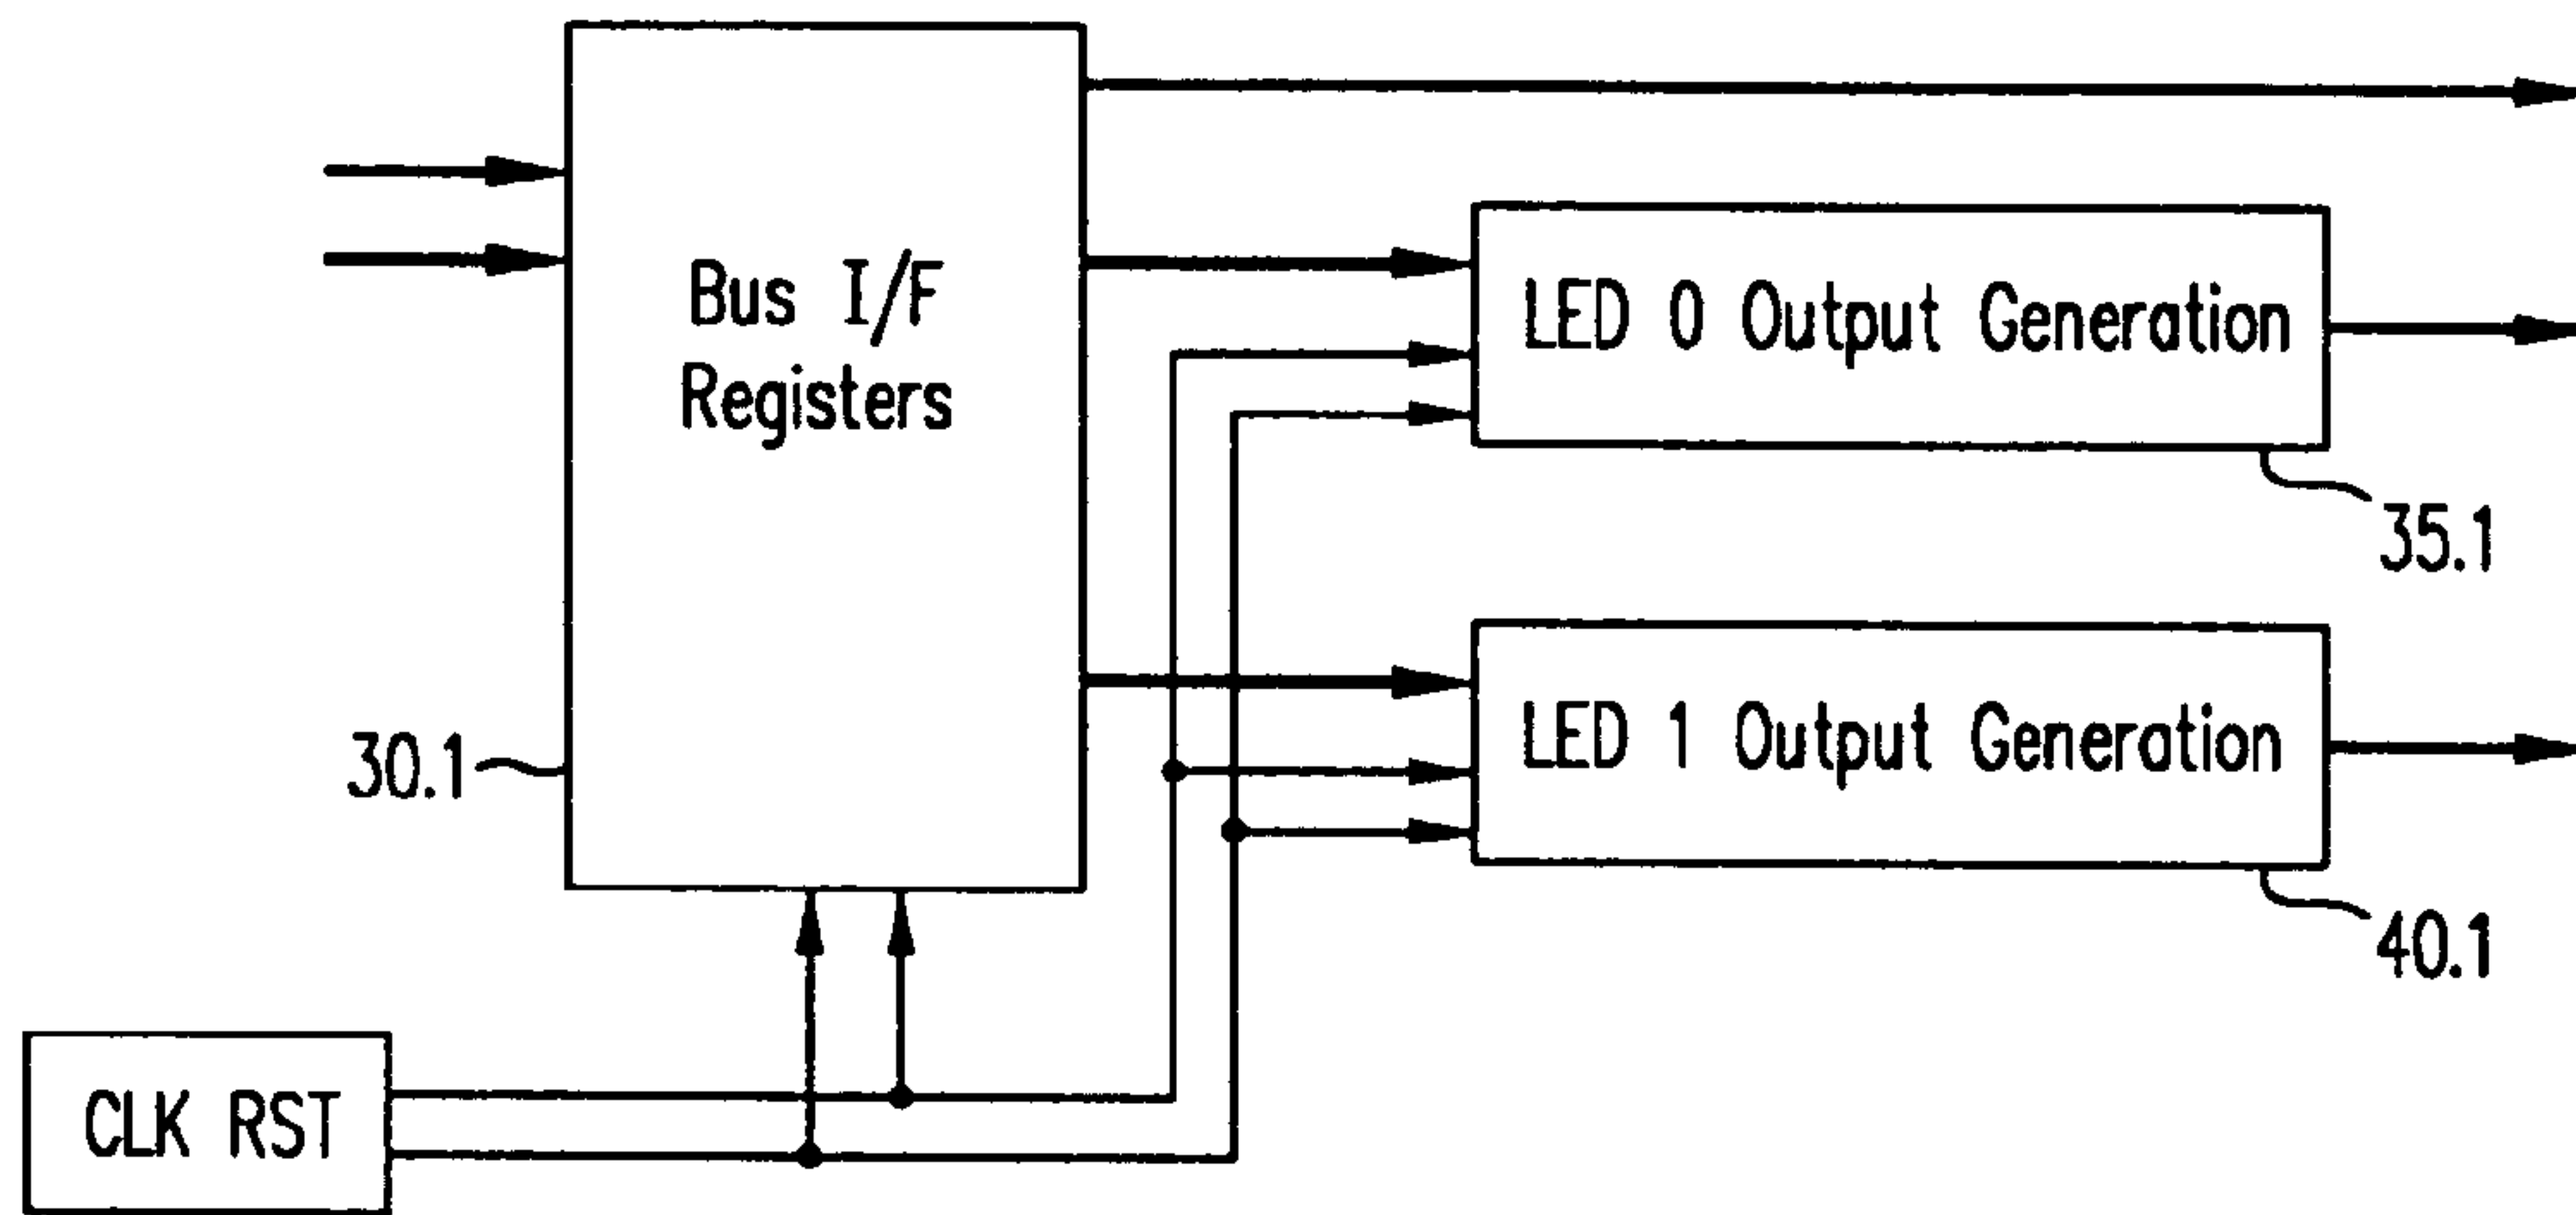 Bus I/F
Registers
LED 0 Output Generation
35.1
LED 1 Output Generation
30.1
40.1
CLK RST